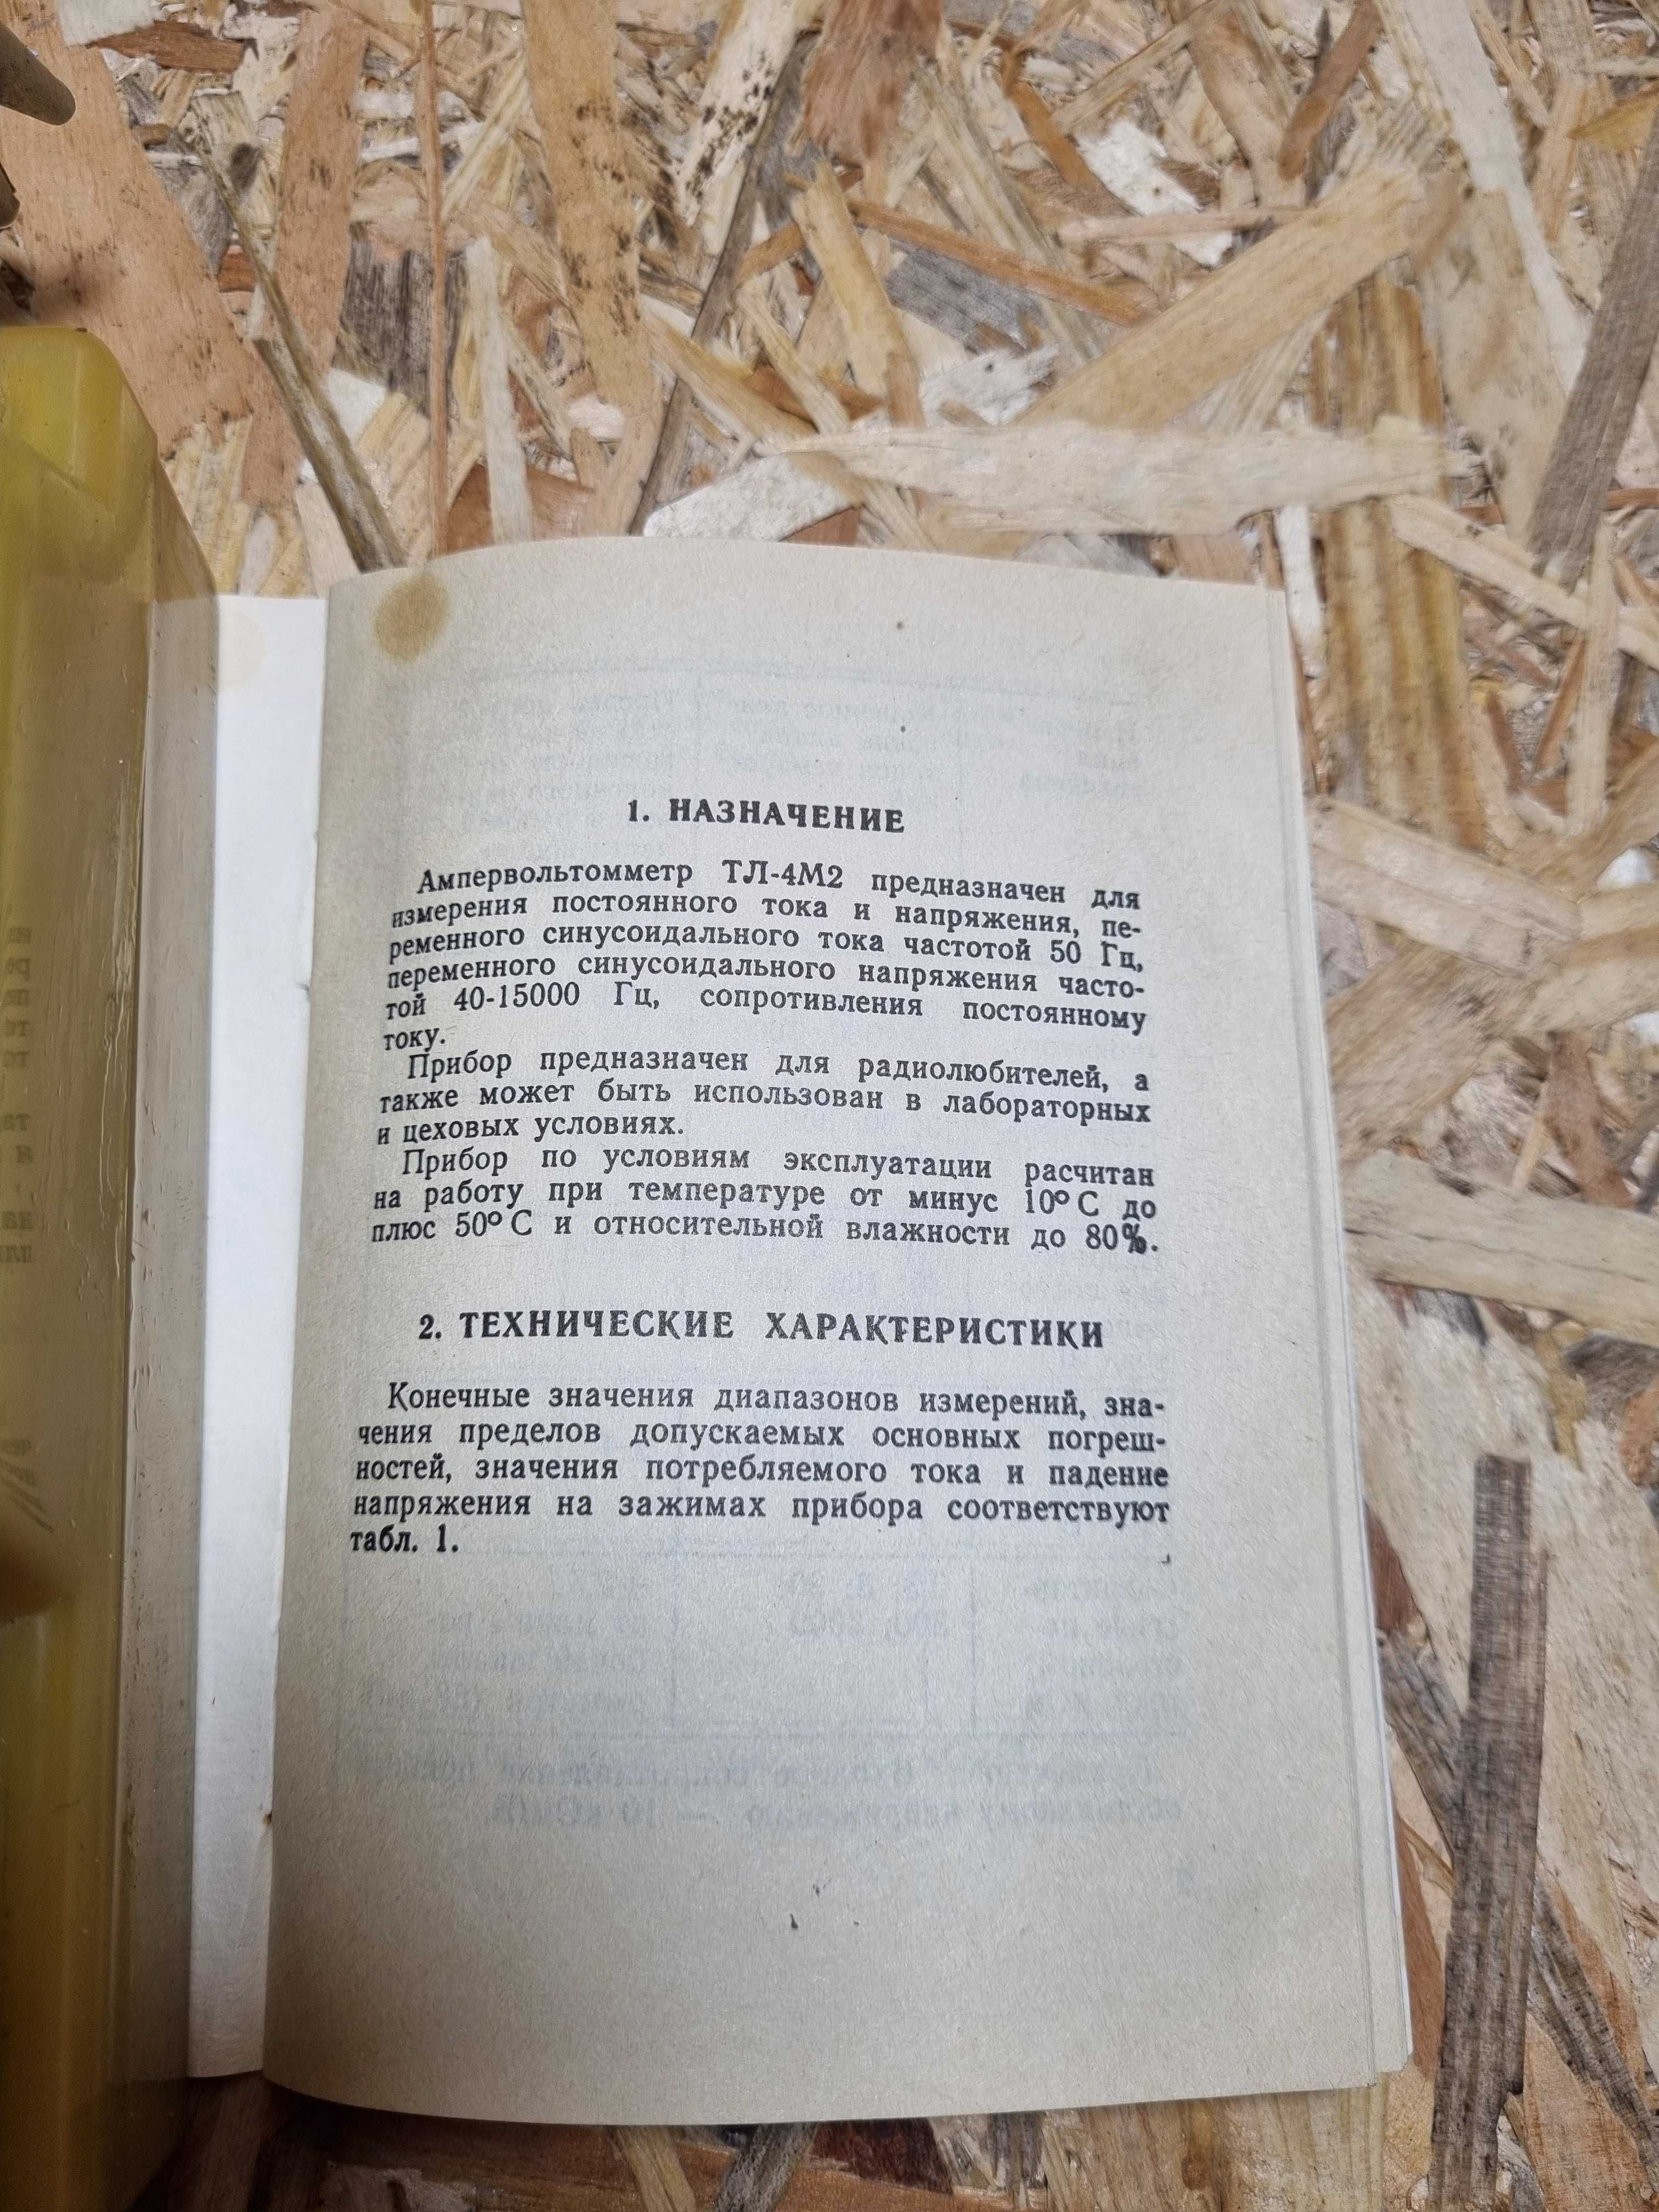 1. НАЗНАЧЕНИЕ
Ампервольтомметр ТЛ-4М2 предназначен для
измерения постоянного тока и напряжения, пе-
ременного синусоидального тока частотой 50 Гц,
переменного синусоидального напряжения часто-
той 40-15000 Гц, сопротивления постоянному
току.
Прибор предназначен для радиолюбителей, а
также может быть использован в лабораторных
и цеховых условиях.
Прибор по условиям эксплуатации расчитан
на работу при температуре от минус 10° С до
плюс 50° С и относительной влажности до 80%.
2. ТЕХНИЧЕСКИЕ ХАРАКТЕРИСТИКИ
Конечные значения диапазонов измерений, зна-
чения пределов допускаемых основных погреш-
ностей, значения потребляемого тока и падение
напряжения на зажимах прибора соответствуют
табл. 1.